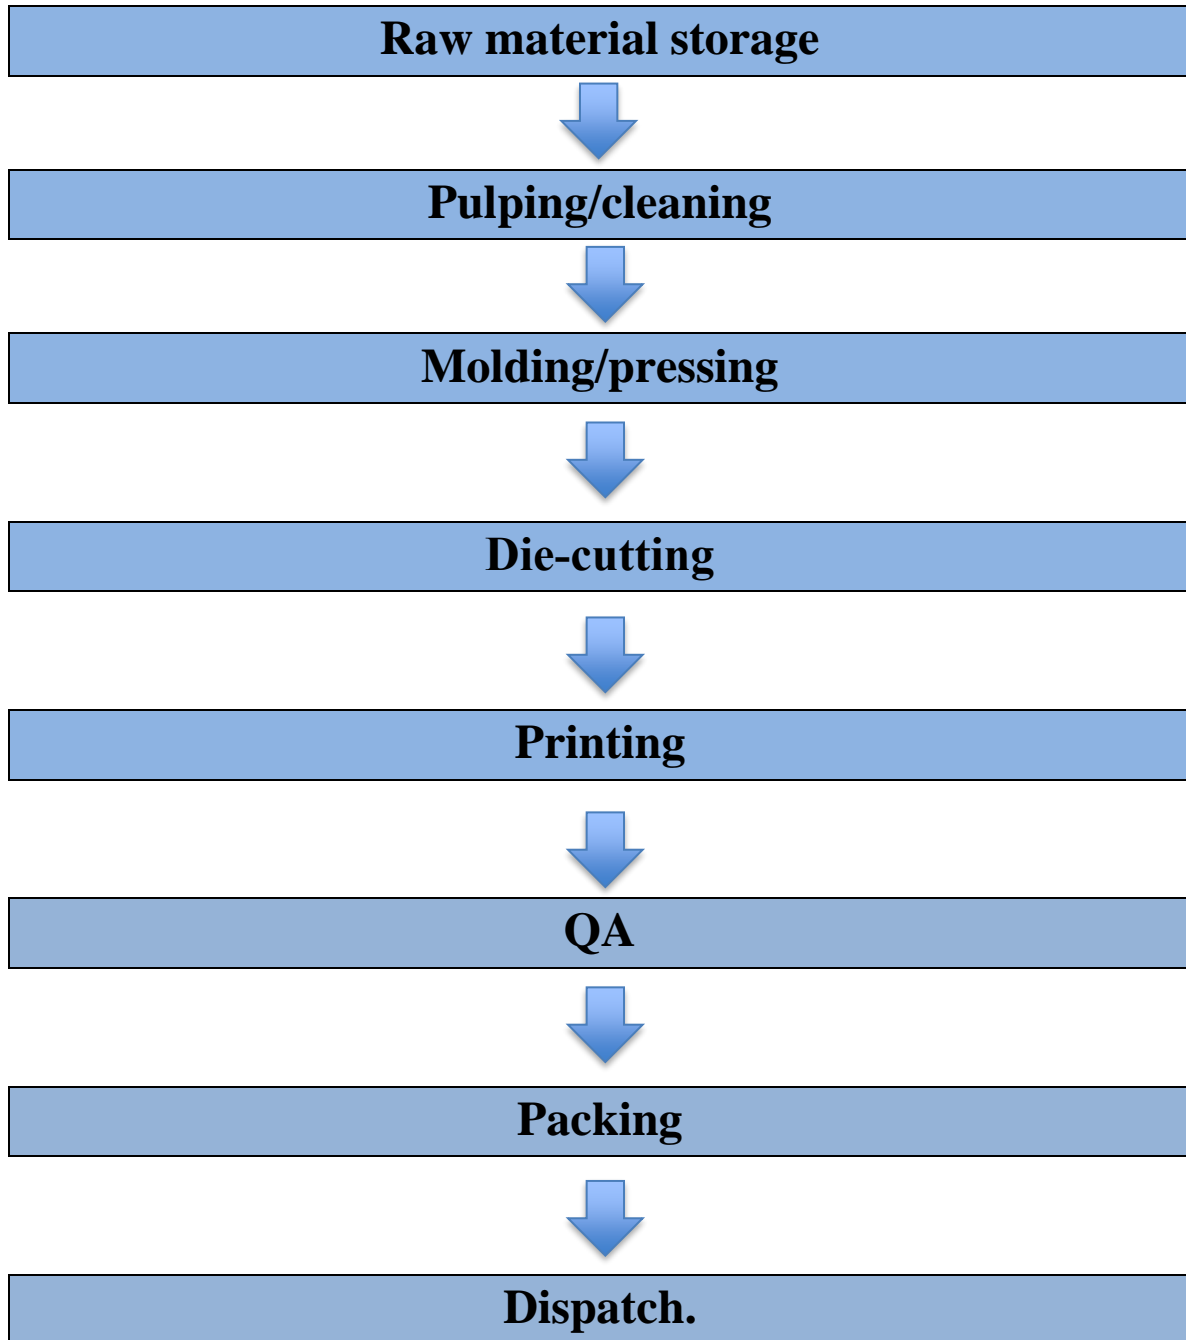 Raw material storage
Pulping/cleaning
Molding/pressing
Die-cutting
Printing
QA
Packing
Dispatch.